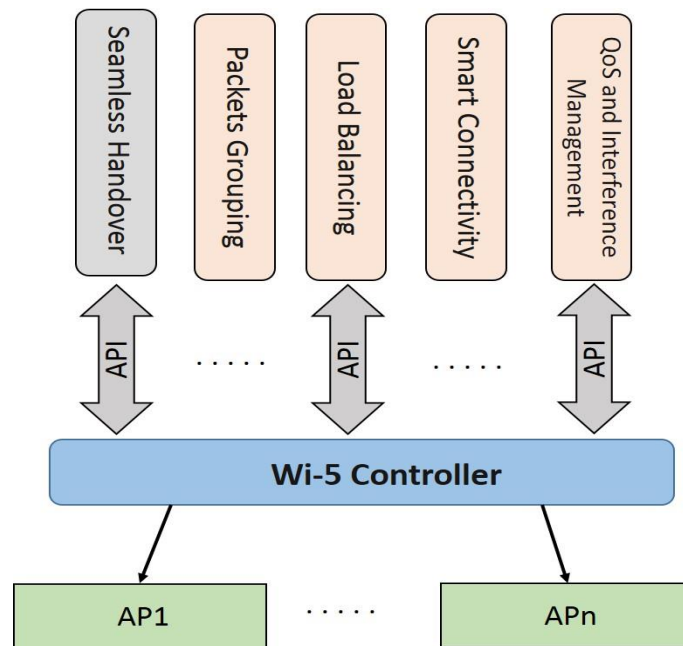 Seamless Handover
Packets Grouping
Load Balancing
Smart Connectivity
QoS and Interference
Management
API
. . . . .
API
. . . . .
API
Wi-5 Controller
AP1
. . . . .
APn